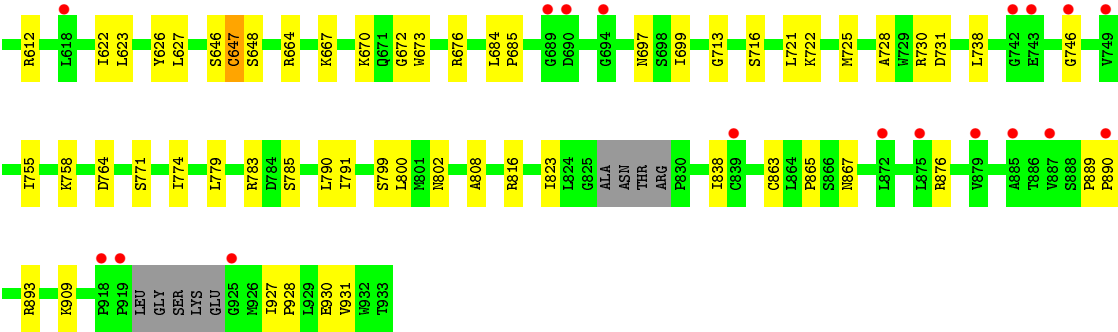 R612 L618 I622 L623 Y626 L627 S646 C647 S648 R664 K667 K670 Q671 G672 W673 R676 L684 P685 G689 D690 G694 N697 S698 I699 G713 S716 L721 K722 M725 A728 W729 R730 D731 L738 G742 E743 G746 V749
I755 K758 D764 S771 I774 L779 R783 D784 S785 L790 I791 S799 L800 M801 N802 A808 R816 I823 L824 G825 ALA ASN THR ARG P830 I838 C839 C863 L864 P865 S866 N867 L872 L875 R876 V879 A885 T886 V887 S888 P889 P890
R893 K909 P918 P919 LEU GLY SER LYS GLU G925 M926 I927 P928 L929 E930 V931 W932 T933